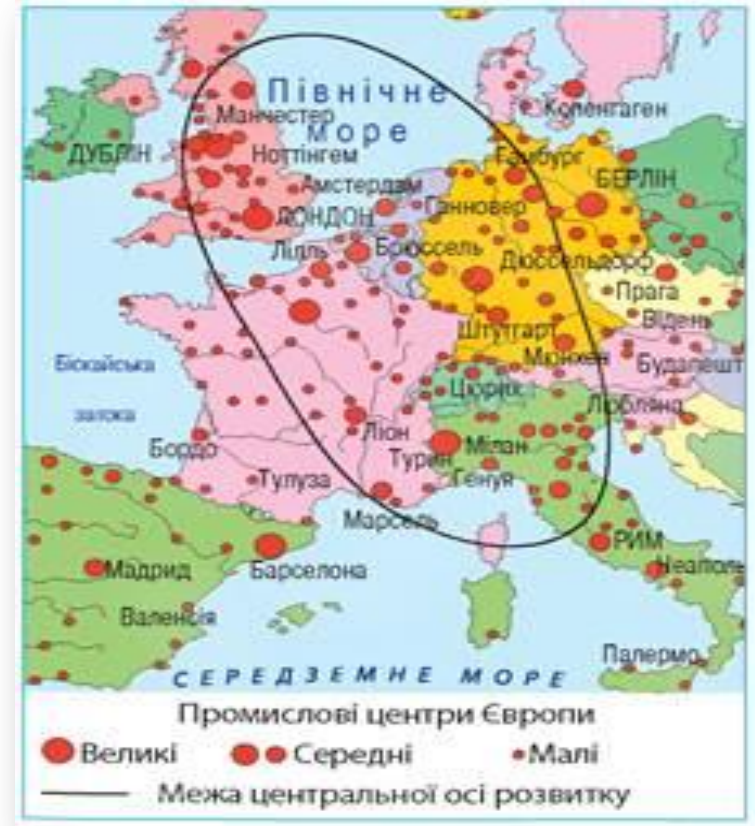 Північне
море
Копенгаген
Манчестер
ДУБЛІН
Ноттінгем
Гамбург
БЕРЛІН
Амстердам
Ганновер
ЛОНДОН
Лілль
Брюссель
Дюссельдорф
Прага
Штутгарт
Відень
Мюнхен
Будапешт
Біскайська
затока
Цюрих
Любляна
Бордо
Ліон
Мілан
Турин
Тулуза
Генуя
Марсель
РИМ
Мадрид
Барселона
Неаполь
Валенсія
Палермо
СЕРЕДЗЕМНЕ МОРЕ
Промислові центри Європи
Великі Середні Малі
Межа центральної осі розвитку